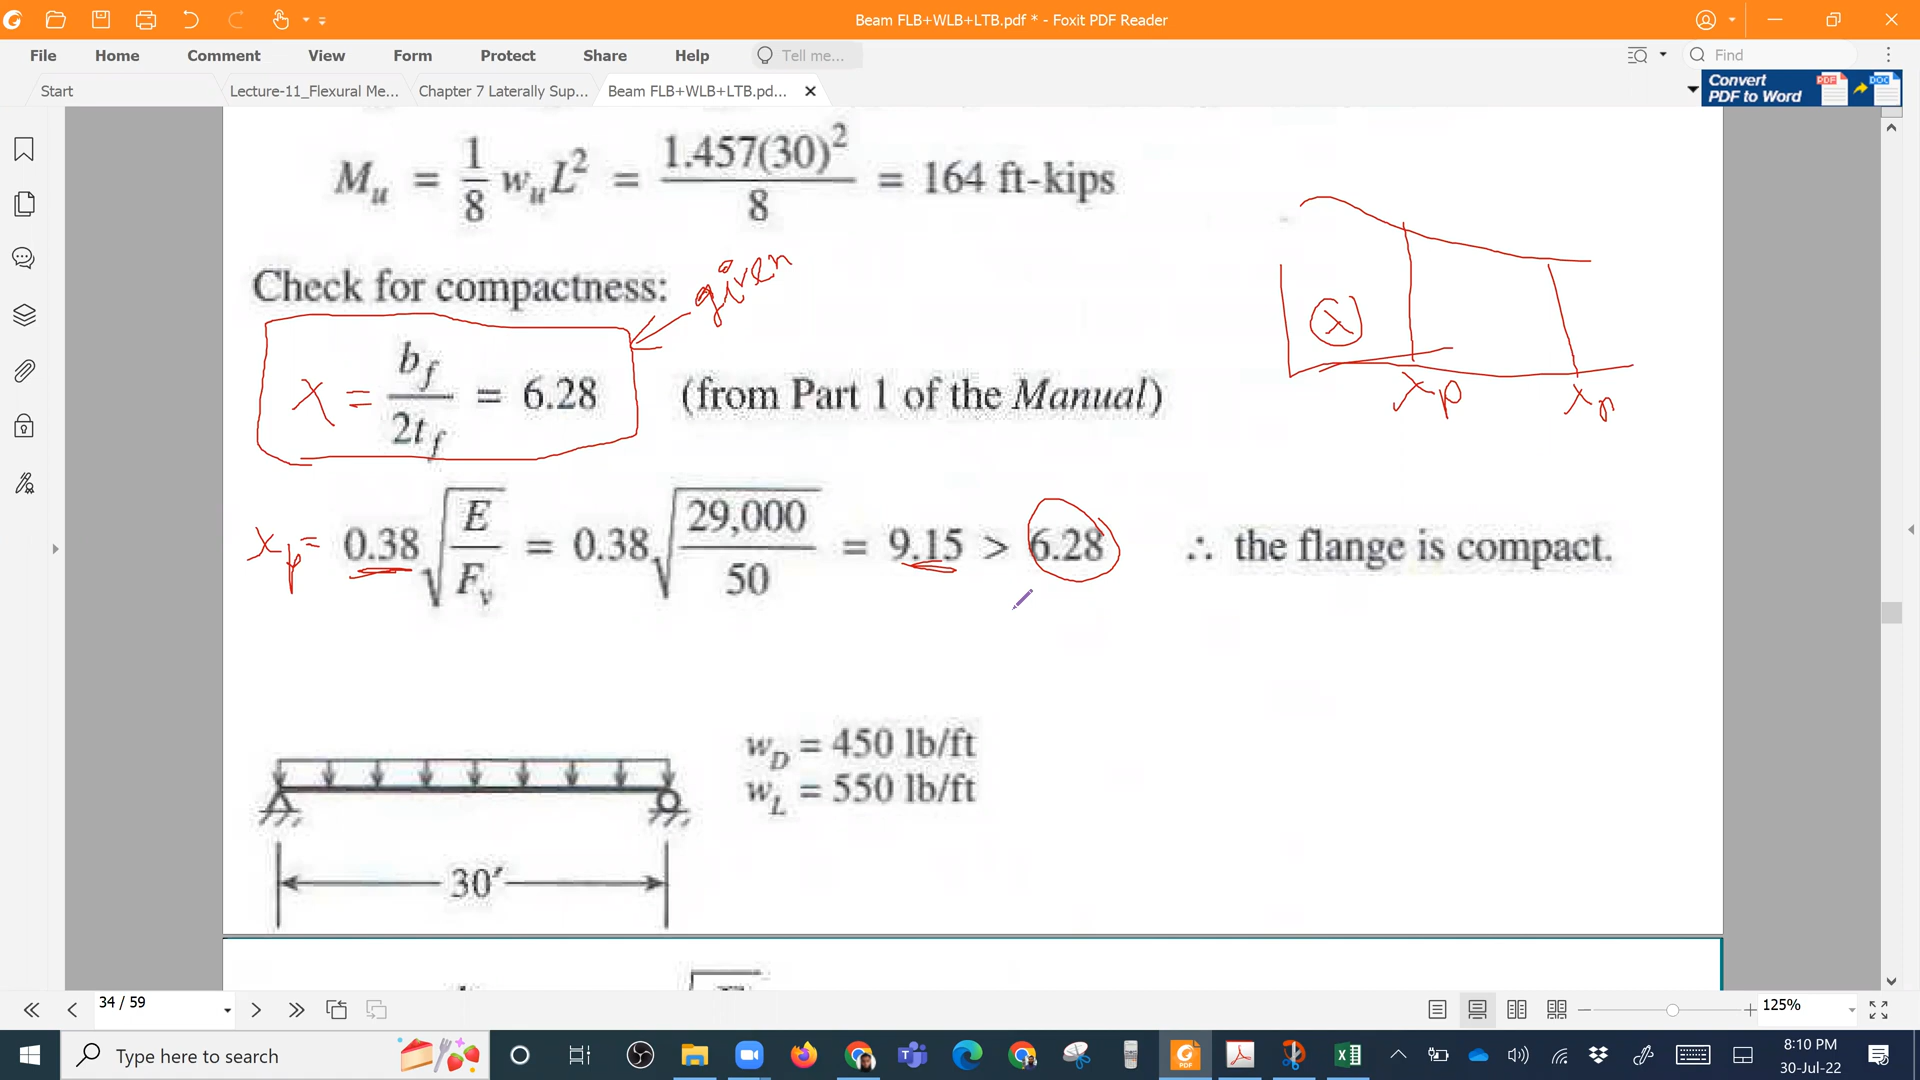 Beam FLB+WLB+LTB.pdf * - Foxit PDF Reader
File Home Comment View Form Protect Share Help Tell me... Find
Start Lecture-11_Flexural Me... Chapter 7 Laterally Sup... Beam FLB+WLB+LTB.pd...
Convert PDF to Word PDF DOC
M_u = 1/8 w_u L² = 1.457(30)²/8 = 164 ft-kips
Check for compactness: given
λ = b_f/2t_f = 6.28 (from Part 1 of the Manual)
λ
λp λr
λp = 0.38 √(E/F_y) = 0.38 √(29,000/50) = 9.15 > 6.28 ∴ the flange is compact.
w_D = 450 lb/ft
w_L = 550 lb/ft
30′
34 / 59 125%
Type here to search
8:10 PM
30-Jul-22